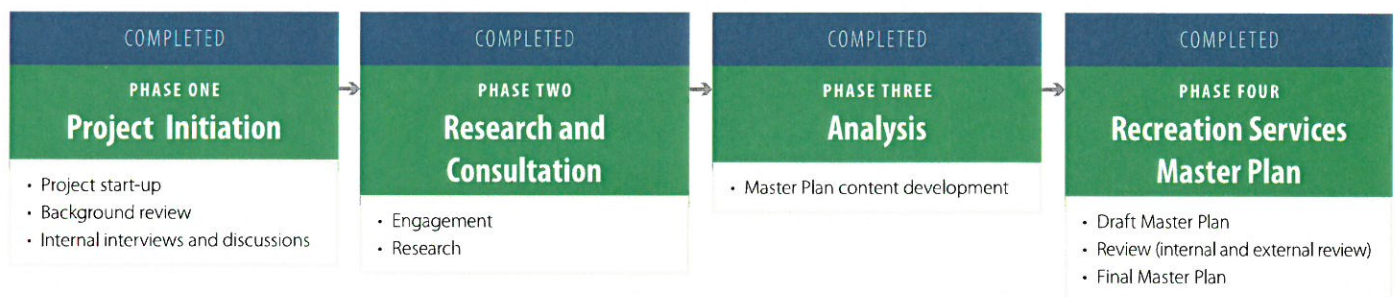 COMPLETED
PHASE ONE
Project Initiation
• Project start-up
• Background review
• Internal interviews and discussions
COMPLETED
PHASE TWO
Research and
Consultation
• Engagement
• Research
COMPLETED
PHASE THREE
Analysis
• Master Plan content development
COMPLETED
PHASE FOUR
Recreation Services
Master Plan
• Draft Master Plan
• Review (internal and external review)
• Final Master Plan